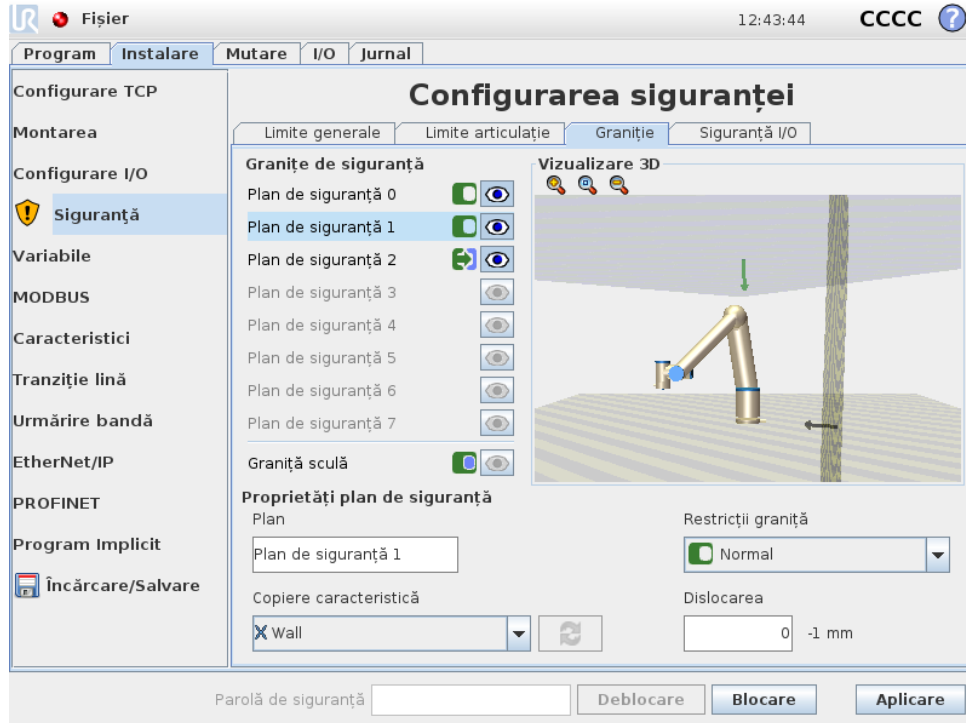 UR Fișier 12:43:44 CCCC ?
Program Instalare Mutare I/O Jurnal
Configurare TCP
Montarea
Configurare I/O
Siguranță
Variabile
MODBUS
Caracteristici
Tranziție lină
Urmărire bandă
EtherNet/IP
PROFINET
Program Implicit
Încărcare/Salvare
Configurarea siguranței
Limite generale Limite articulație Graniție Siguranță I/O
Granițe de siguranță
Plan de siguranță 0
Plan de siguranță 1
Plan de siguranță 2
Plan de siguranță 3
Plan de siguranță 4
Plan de siguranță 5
Plan de siguranță 6
Plan de siguranță 7
Graniță sculă
Vizualizare 3D
Proprietăți plan de siguranță
Plan
Plan de siguranță 1
Restricții graniță
Normal
Copiere caracteristică
Wall
Dislocarea
0 -1 mm
Parolă de siguranță Deblocare Blocare Aplicare